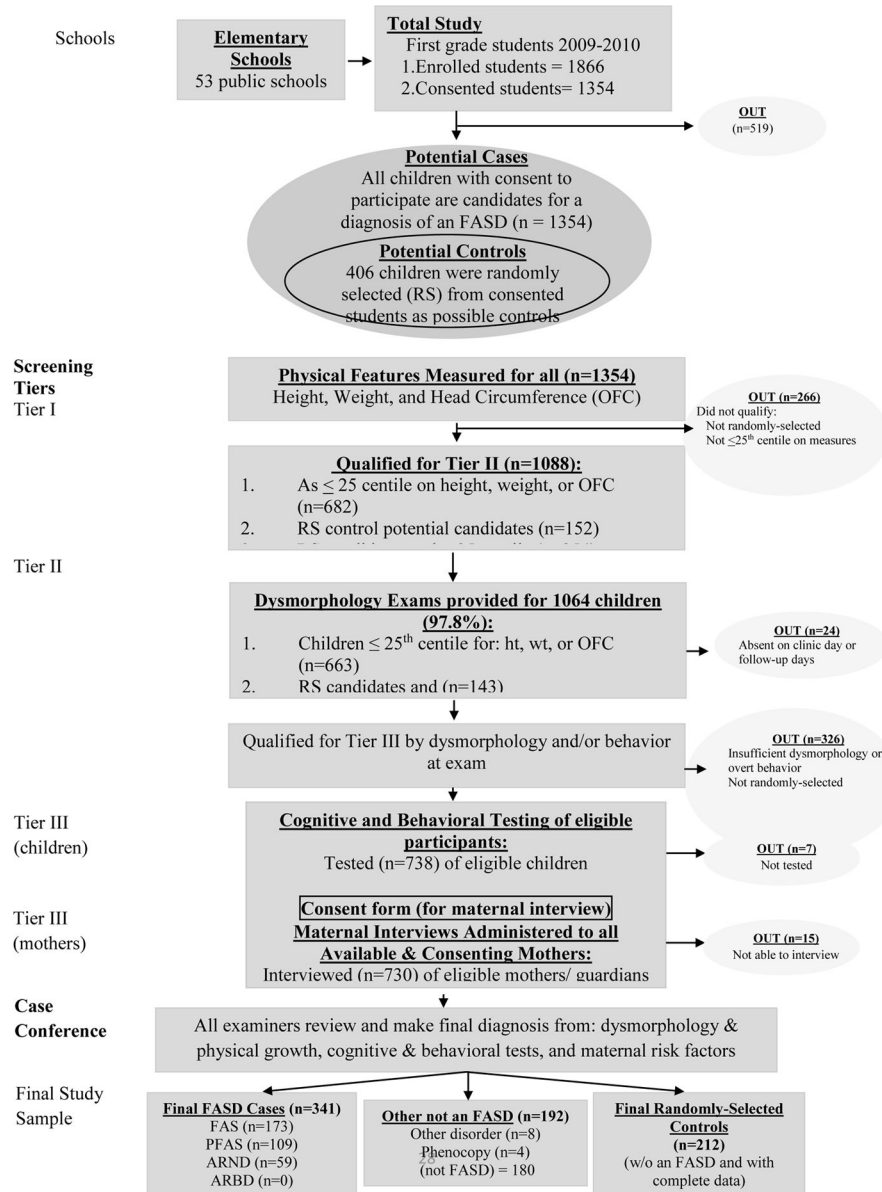 Schools
Elementary
Schools
53 public schools
Total Study
First grade students 2009-2010
1.Enrolled students = 1866
2.Consented students= 1354
OUT
(n=519)
Potential Cases
All children with consent to
participate are candidates for a
diagnosis of an FASD (n = 1354)
Potential Controls
406 children were randomly
selected (RS) from consented
students as possible controls
Screening
Tiers
Tier I
Physical Features Measured for all (n=1354)
Height, Weight, and Head Circumference (OFC)
OUT (n=266)
Did not qualify:
Not randomly-selected
Not ≤25th centile on measures
Qualified for Tier II (n=1088):
1. As ≤ 25 centile on height, weight, or OFC
(n=682)
2. RS control potential candidates (n=152)
Tier II
Dysmorphology Exams provided for 1064 children
(97.8%):
1. Children ≤ 25th centile for: ht, wt, or OFC
(n=663)
2. RS candidates and (n=143)
OUT (n=24)
Absent on clinic day or
follow-up days
Qualified for Tier III by dysmorphology and/or behavior
at exam
OUT (n=326)
Insufficient dysmorphology or
overt behavior
Not randomly-selected
Tier III
(children)
Cognitive and Behavioral Testing of eligible
participants:
Tested (n=738) of eligible children
OUT (n=7)
Not tested
Tier III
(mothers)
Consent form (for maternal interview)
Maternal Interviews Administered to all
Available & Consenting Mothers:
Interviewed (n=730) of eligible mothers/ guardians
OUT (n=15)
Not able to interview
Case
Conference
All examiners review and make final diagnosis from: dysmorphology &
physical growth, cognitive & behavioral tests, and maternal risk factors
Final Study
Sample
Final FASD Cases (n=341)
FAS (n=173)
PFAS (n=109)
ARND (n=59)
ARBD (n=0)
Other not an FASD (n=192)
Other disorder (n=8)
Phenocopy (n=4)
(not FASD) = 180
28
Final Randomly-Selected
Controls
(n=212)
(w/o an FASD and with
complete data)